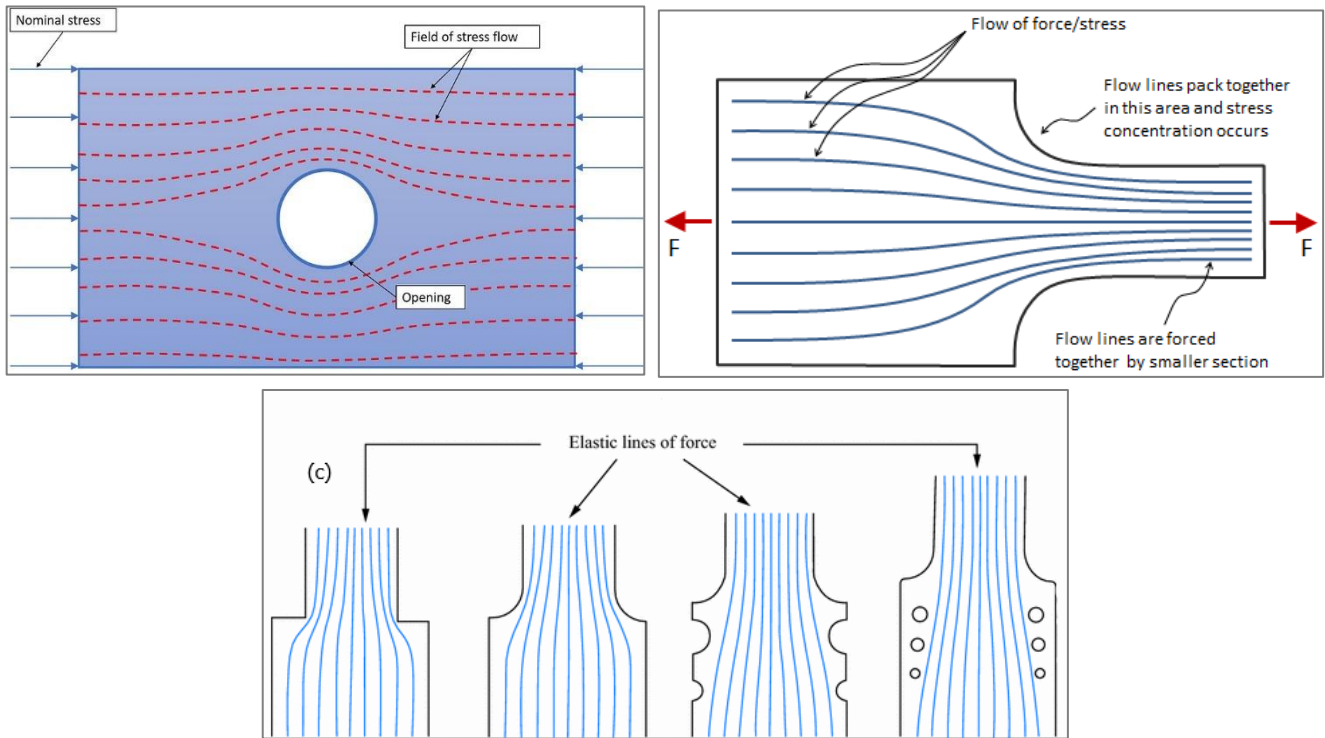 Nominal stress
Field of stress flow
Opening
Flow of force/stress
Flow lines pack together
in this area and stress
concentration occurs
F
F
Flow lines are forced
together by smaller section
Elastic lines of force
(c)